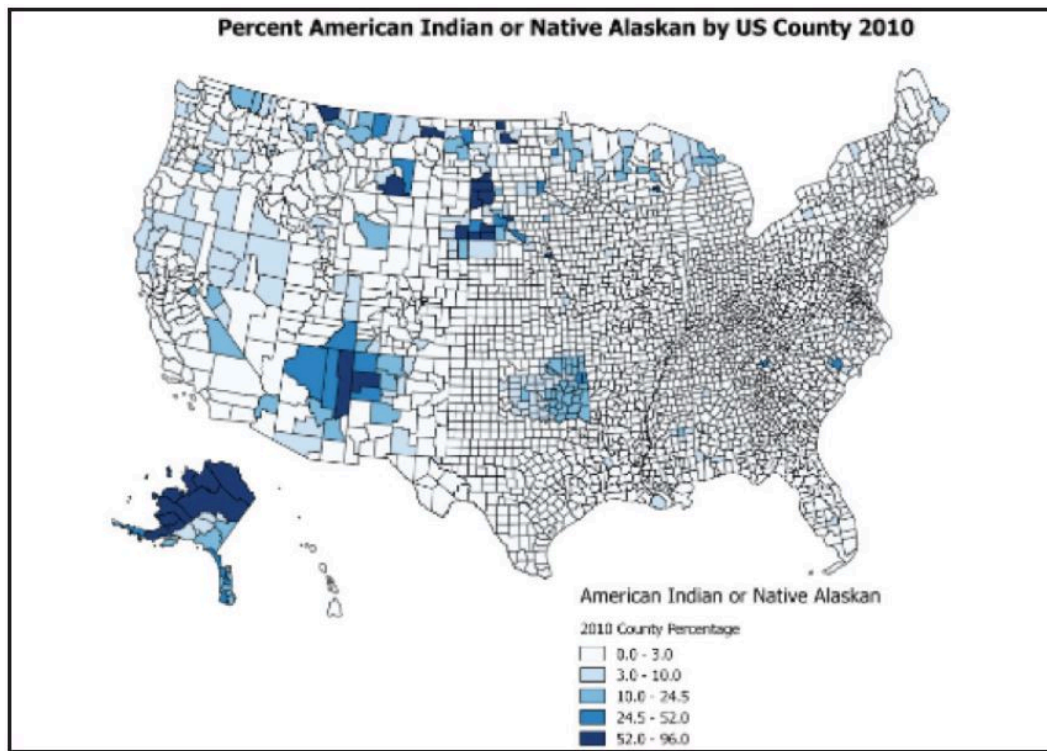 Percent American Indian or Native Alaskan by US County 2010
American Indian or Native Alaskan
2010 County Percentage
0.0 - 3.0
3.0 - 10.0
10.0 - 24.5
24.5 - 52.0
52.0 - 96.0